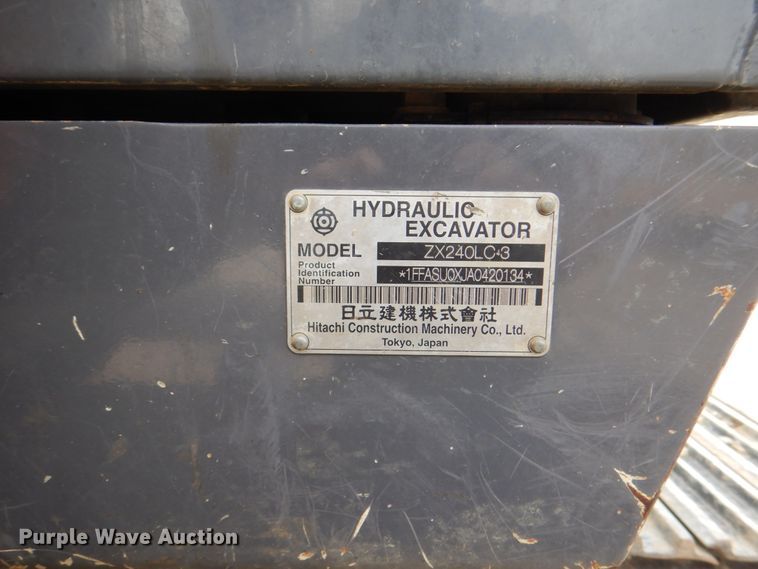 HYDRAULIC
EXCAVATOR
MODEL ZX240LC-3
Product
Identification
Number *1FFASU0XJA0420134*
日立建機株式會社
Hitachi Construction Machinery Co., Ltd.
Tokyo, Japan
Purple Wave Auction